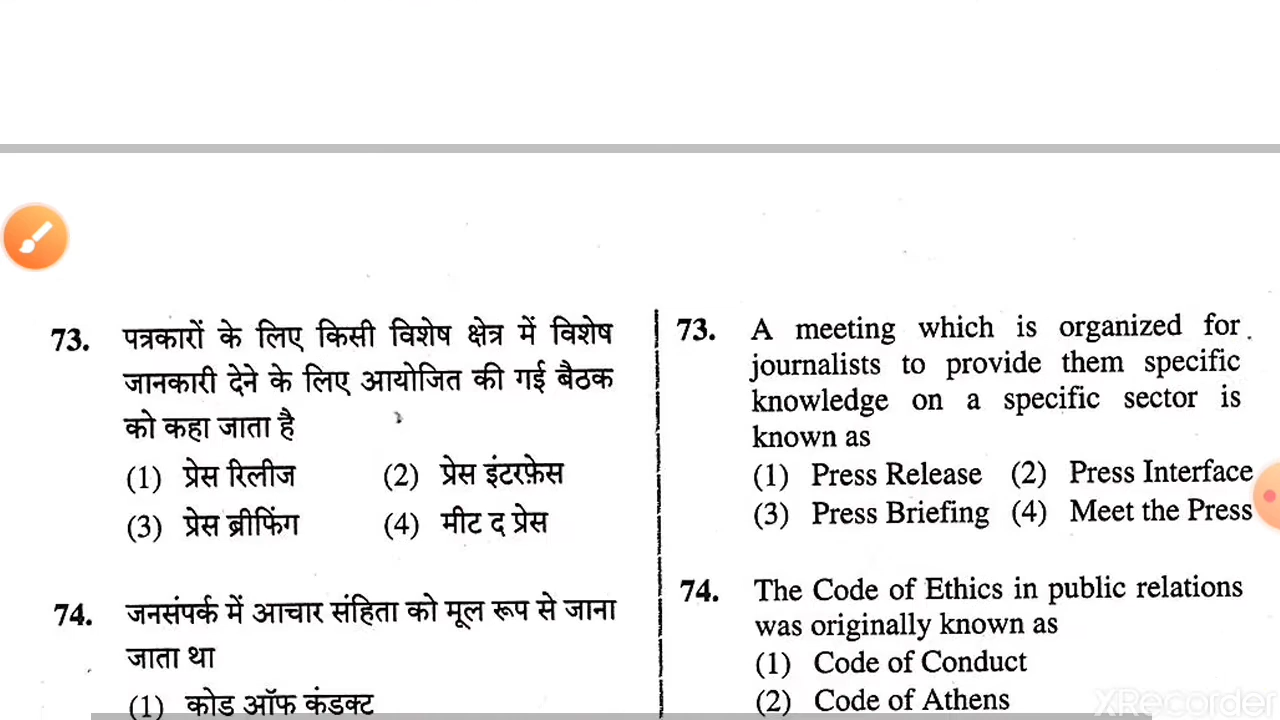 73. पत्रकारों के लिए किसी विशेष क्षेत्र में विशेष
जानकारी देने के लिए आयोजित की गई बैठक
को कहा जाता है
(1) प्रेस रिलीज (2) प्रेस इंटरफ़ेस
(3) प्रेस ब्रीफिंग (4) मीट द प्रेस
74. जनसंपर्क में आचार संहिता को मूल रूप से जाना
जाता था
(1) कोड ऑफ कंडक्ट
73. A meeting which is organized for
journalists to provide them specific
knowledge on a specific sector is
known as
(1) Press Release (2) Press Interface
(3) Press Briefing (4) Meet the Press
74. The Code of Ethics in public relations
was originally known as
(1) Code of Conduct
(2) Code of Athens
XRecorder